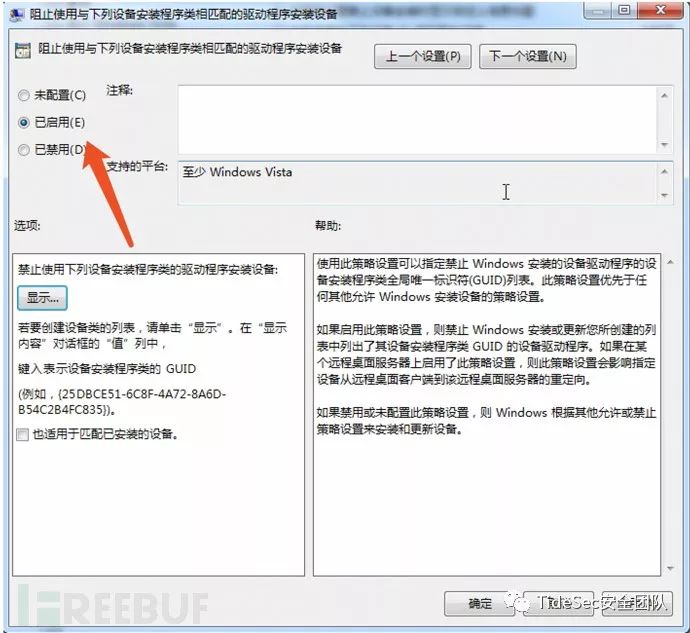 阻止使用与下列设备安装程序类相匹配的驱动程序安装设备
阻止使用与下列设备安装程序类相匹配的驱动程序安装设备
上一个设置(P)
下一个设置(N)
未配置(C)
注释:
已启用(E)
已禁用(D)
支持的平台:
至少 Windows Vista
选项:
帮助:
禁止使用下列设备安装程序类的驱动程序安装设备:
显示...
若要创建设备类的列表，请单击“显示”。在“显示
内容”对话框的“值”列中，
键入表示设备安装程序类的 GUID
(例如，{25DBCE51-6C8F-4A72-8A6D-
B54C2B4FC835})。
也适用于匹配已安装的设备。
使用此策略设置可以指定禁止 Windows 安装的设备驱动程序的设
备安装程序类全局唯一标识符(GUID)列表。此策略设置优先于任
何其他允许 Windows 安装设备的策略设置。
如果启用此策略设置，则禁止 Windows 安装或更新您所创建的列
表中列出了其设备安装程序类 GUID 的设备驱动程序。如果在某
个远程桌面服务器上启用了此策略设置，则此策略设置会影响指定
设备从远程桌面客户端到该远程桌面服务器的重定向。
如果禁用或未配置此策略设置，则 Windows 根据其他允许或禁止
策略设置来安装和更新设备。
确定
TideSec安全团队
FREEBUF